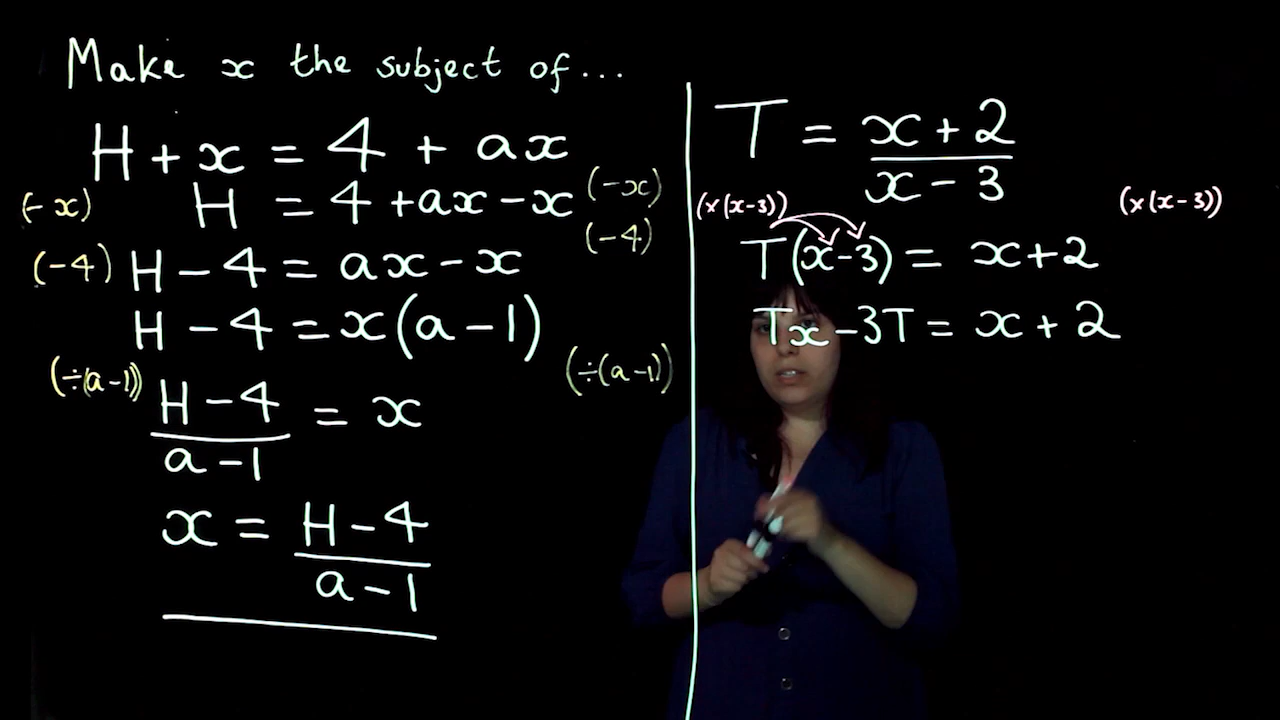 Make x the subject of...
H + x = 4 + ax
(- x) H = 4 + ax - x (- x)
(- 4)
(- 4) H - 4 = ax - x
H - 4 = x(a - 1)
(÷(a - 1)) (÷(a - 1))
H - 4
= x
a - 1
x = H - 4
a - 1
T = x + 2
x - 3
(×(x - 3)) (×(x - 3))
T(x - 3) = x + 2
Tx - 3T = x + 2